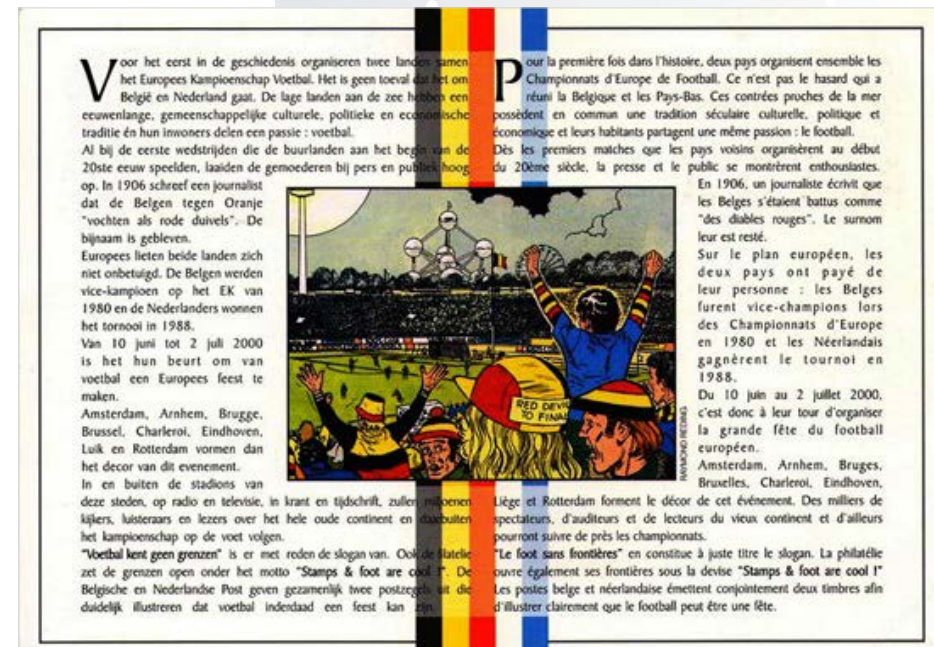 Voor het eerst in de geschiedenis organiseren twee landen samen
het Europees Kampioenschap Voetbal. Het is geen toeval dat het om
België en Nederland gaat. De lage landen aan de zee hebben een
eeuwenlange, gemeenschappelijke culturele, politieke en economische
traditie én hun inwoners delen een passie : voetbal.
Al bij de eerste wedstrijden die de buurlanden aan het begin van de
20ste eeuw speelden, laaiden de gemoederen bij pers en publiek hoog
op. In 1906 schreef een journalist
dat de Belgen tegen Oranje
"vochten als rode duivels". De
bijnaam is gebleven.
Europees lieten beide landen zich
niet onbetuigd. De Belgen werden
vice-kampioen op het EK van
1980 en de Nederlanders wonnen
het tornooi in 1988.
Van 10 juni tot 2 juli 2000
is het hun beurt om van
voetbal een Europees feest te
maken.
Amsterdam, Arnhem, Brugge,
Brussel, Charleroi, Eindhoven,
Luik en Rotterdam vormen dan
het decor van dit evenement.
In en buiten de stadions van
deze steden, op radio en televisie, in krant en tijdschrift, zullen miljoenen
kijkers, luisteraars en lezers over het hele oude continent en daarbuiten
het kampioenschap op de voet volgen.
"Voetbal kent geen grenzen" is er met reden de slogan van. Ook de filatelie
zet de grenzen open onder het motto "Stamps & foot are cool !". De
Belgische en Nederlandse Post geven gezamenlijk twee postzegels uit die
duidelijk illustreren dat voetbal inderdaad een feest kan zijn.
Pour la première fois dans l'histoire, deux pays organisent ensemble les
Championnats d'Europe de Football. Ce n'est pas le hasard qui a
réuni la Belgique et les Pays-Bas. Ces contrées proches de la mer
possèdent en commun une tradition séculaire culturelle, politique et
économique et leurs habitants partagent une même passion : le football.
Dès les premiers matches que les pays voisins organisèrent au début
du 20ème siècle, la presse et le public se montrèrent enthousiastes.
En 1906, un journaliste écrivit que
les Belges s'étaient battus comme
"des diables rouges". Le surnom
leur est resté.
Sur le plan européen, les
deux pays ont payé de
leur personne : les Belges
furent vice-champions lors
des Championnats d'Europe
en 1980 et les Néerlandais
gagnèrent le tournoi en
1988.
Du 10 juin au 2 juillet 2000,
c'est donc à leur tour d'organiser
la grande fête du football
européen.
Amsterdam, Arnhem, Bruges,
Bruxelles, Charleroi, Eindhoven,
Liège et Rotterdam forment le décor de cet événement. Des milliers de
spectateurs, d'auditeurs et de lecteurs du vieux continent et d'ailleurs
pourront suivre de près les championnats.
"Le foot sans frontières" en constitue à juste titre le slogan. La philatélie
ouvre également ses frontières sous la devise "Stamps & foot are cool !"
Les postes belge et néerlandaise émettent conjointement deux timbres afin
d'illustrer clairement que le football peut être une fête.
RED DEVI
TO FINAL
RAYMOND REDING